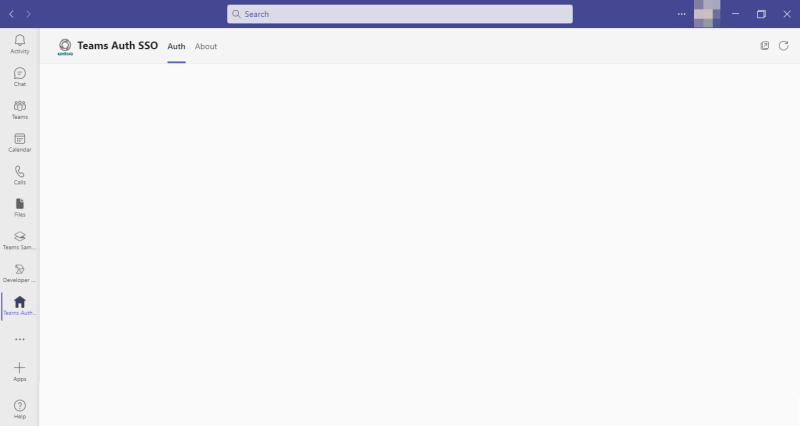 Search
Activity
Chat
Teams
Calendar
Calls
Files
Teams Sam...
Developer ...
Teams Auth...
Apps
Help
Teams Auth SSO
Auth
About